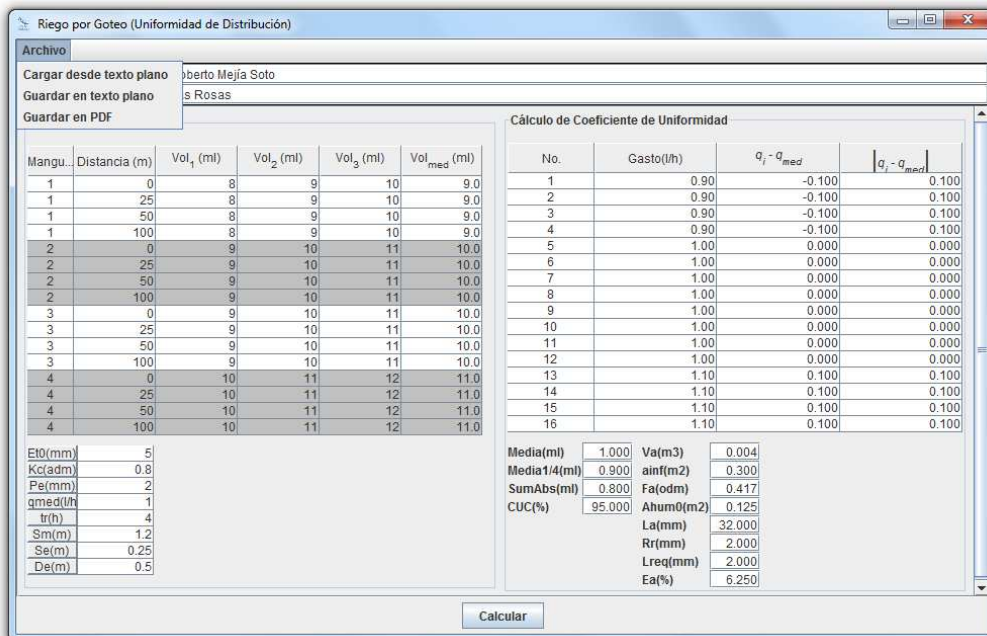 Riego por Goteo (Uniformidad de Distribución)
Archivo
Cargar desde texto plano
Guardar en texto plano
Guardar en PDF
oberto Mejía Soto
s Rosas
Mangu... Distancia (m) Vol1 (ml) Vol2 (ml) Vol3 (ml) Volmed (ml)
1 0 8 9 10 9.0
1 25 8 9 10 9.0
1 50 8 9 10 9.0
1 100 8 9 10 9.0
2 0 9 10 11 10.0
2 25 9 10 11 10.0
2 50 9 10 11 10.0
2 100 9 10 11 10.0
3 0 9 10 11 10.0
3 25 9 10 11 10.0
3 50 9 10 11 10.0
3 100 9 10 11 10.0
4 0 10 11 12 11.0
4 25 10 11 12 11.0
4 50 10 11 12 11.0
4 100 10 11 12 11.0
Et0(mm) 5
Kc(adm) 0.8
Pe(mm) 2
qmed(l/h 1
tr(h) 4
Sm(m) 1.2
Se(m) 0.25
De(m) 0.5
Cálculo de Coeficiente de Uniformidad
No. Gasto(l/h) qi - qmed |qi - qmed|
1 0.90 -0.100 0.100
2 0.90 -0.100 0.100
3 0.90 -0.100 0.100
4 0.90 -0.100 0.100
5 1.00 0.000 0.000
6 1.00 0.000 0.000
7 1.00 0.000 0.000
8 1.00 0.000 0.000
9 1.00 0.000 0.000
10 1.00 0.000 0.000
11 1.00 0.000 0.000
12 1.00 0.000 0.000
13 1.10 0.100 0.100
14 1.10 0.100 0.100
15 1.10 0.100 0.100
16 1.10 0.100 0.100
Media(ml) 1.000 Va(m3) 0.004
Media1/4(ml) 0.900 ainf(m2) 0.300
SumAbs(ml) 0.800 Fa(odm) 0.417
CUC(%) 95.000 Ahum0(m2) 0.125
La(mm) 32.000
Rr(mm) 2.000
Lreq(mm) 2.000
Ea(%) 6.250
Calcular